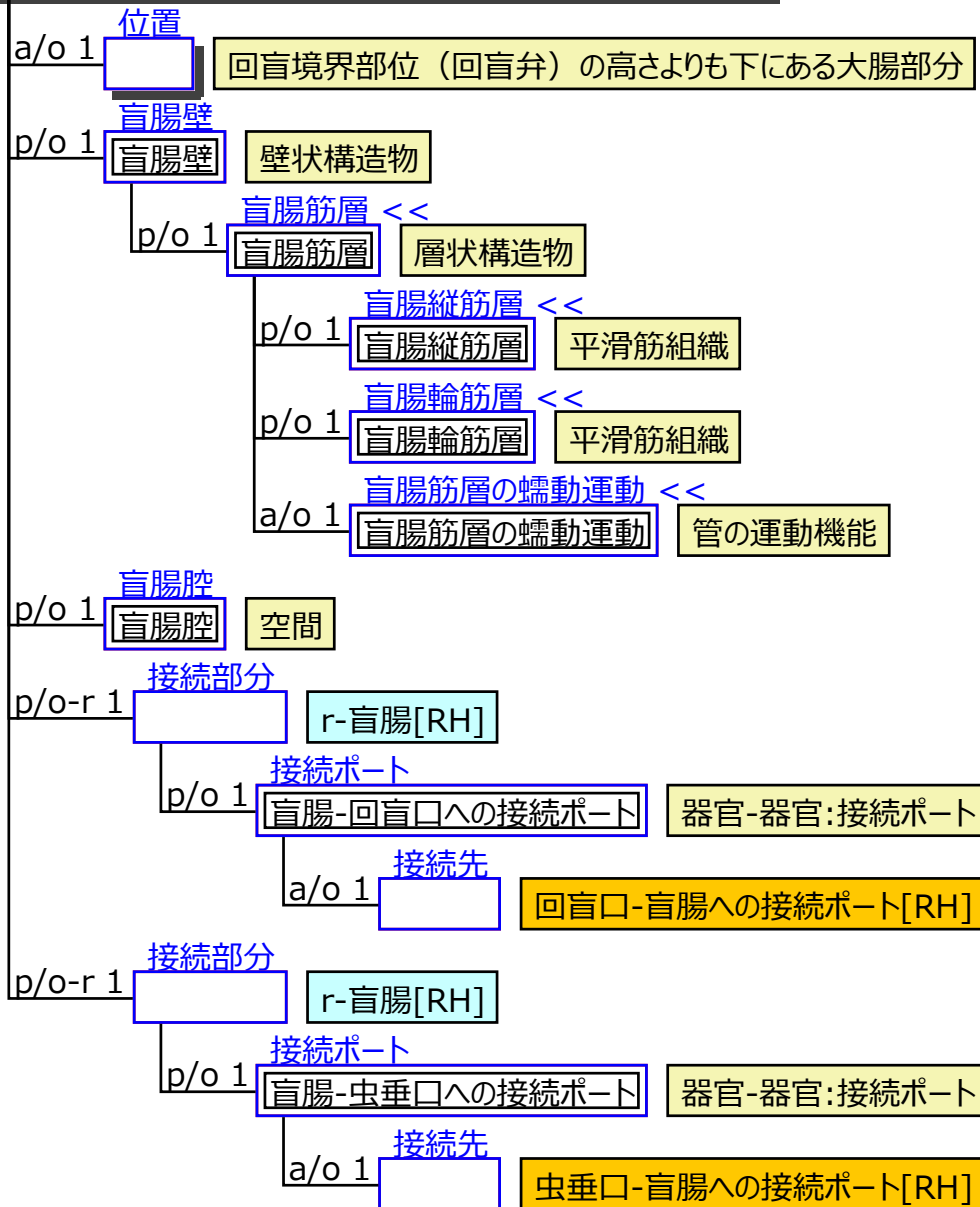 位置
a/o 1
回盲境界部位（回盲弁）の高さよりも下にある大腸部分
盲腸壁
p/o 1 盲腸壁 壁状構造物
盲腸筋層 <<
p/o 1 盲腸筋層 層状構造物
盲腸縦筋層 <<
p/o 1 盲腸縦筋層 平滑筋組織
盲腸輪筋層 <<
p/o 1 盲腸輪筋層 平滑筋組織
盲腸筋層の蠕動運動 <<
a/o 1 盲腸筋層の蠕動運動 管の運動機能
盲腸腔
p/o 1 盲腸腔 空間
接続部分
p/o-r 1 r-盲腸[RH]
接続ポート
p/o 1 盲腸-回盲口への接続ポート 器官-器官:接続ポート
接続先
a/o 1 回盲口-盲腸への接続ポート[RH]
接続部分
p/o-r 1 r-盲腸[RH]
接続ポート
p/o 1 盲腸-虫垂口への接続ポート 器官-器官:接続ポート
接続先
a/o 1 虫垂口-盲腸への接続ポート[RH]